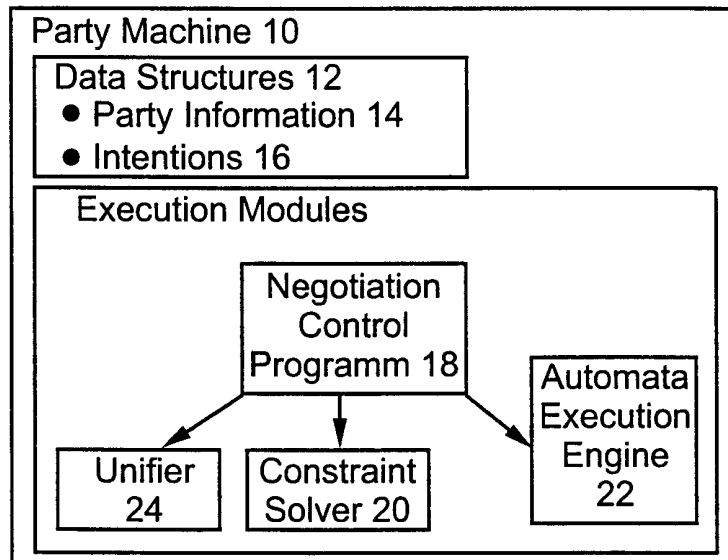 Party Machine 10
Data Structures 12
● Party Information 14
● Intentions 16
Execution Modules
Negotiation
Control
Programm 18
Automata
Execution
Engine
22
Unifier
24
Constraint
Solver 20